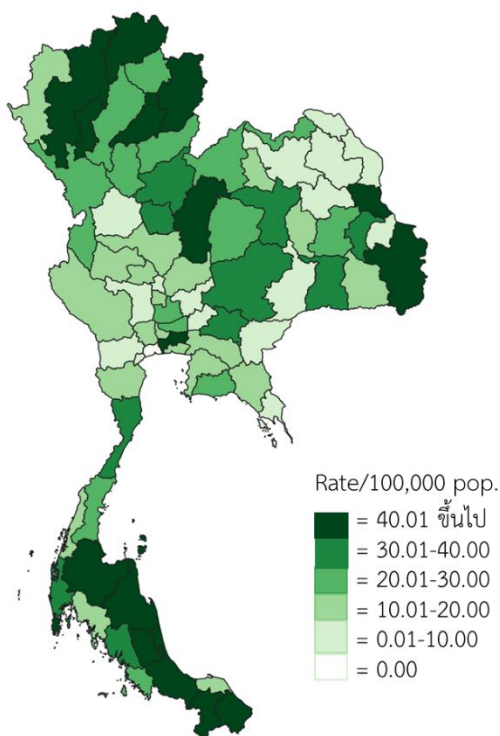 Rate/100,000 pop.
= 40.01 ขึ้นไป
= 30.01-40.00
= 20.01-30.00
= 10.01-20.00
= 0.01-10.00
= 0.00